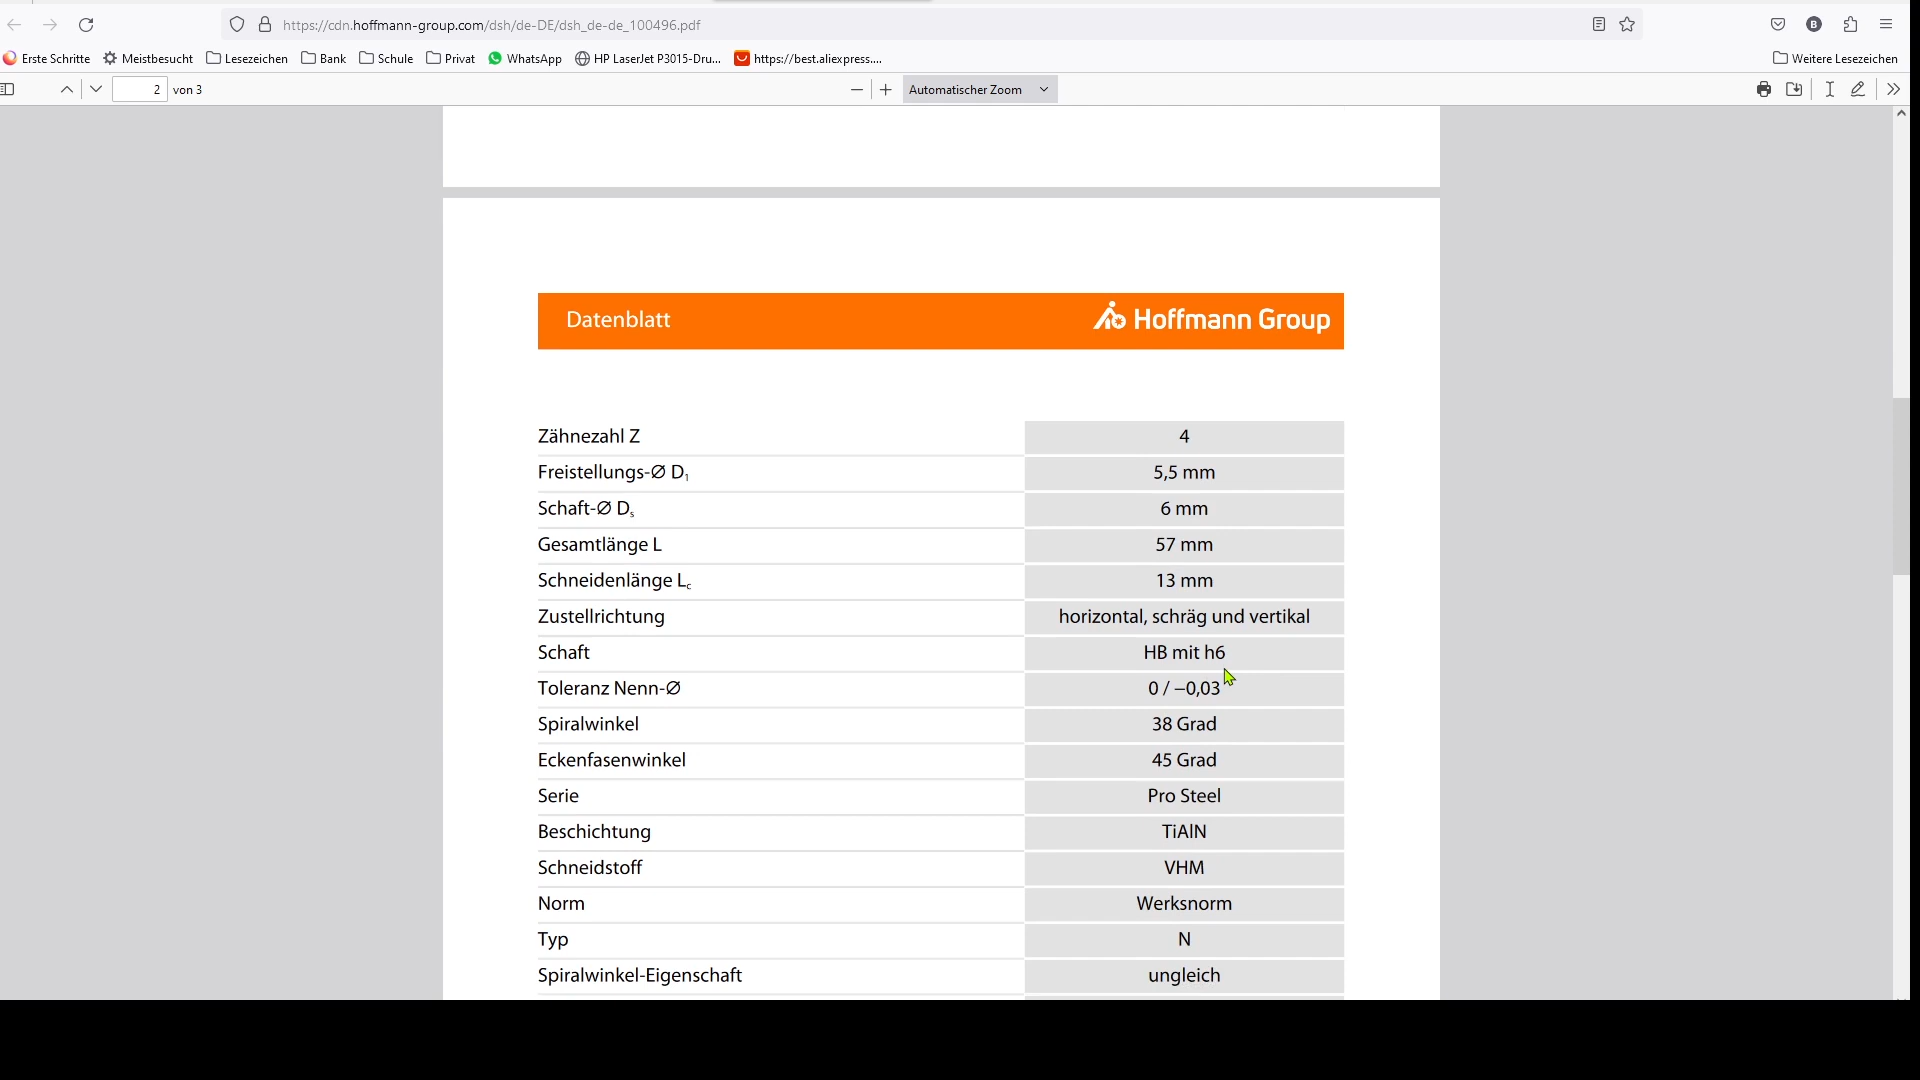 https://cdn.hoffmann-group.com/dsh/de-DE/dsh_de-de_100496.pdf
B
Erste Schritte Meistbesucht Lesezeichen Bank Schule Privat WhatsApp HP LaserJet P3015-Dru... https://best.aliexpress.... Weitere Lesezeichen
2 von 3 Automatischer Zoom
Datenblatt Hoffmann Group
Zähnezahl Z 4
Freistellungs-Ø D₁ 5,5 mm
Schaft-Ø Dₛ 6 mm
Gesamtlänge L 57 mm
Schneidenlänge L꜀ 13 mm
Zustellrichtung horizontal, schräg und vertikal
Schaft HB mit h6
Toleranz Nenn-Ø 0 / −0,03
Spiralwinkel 38 Grad
Eckenfasenwinkel 45 Grad
Serie Pro Steel
Beschichtung TiAlN
Schneidstoff VHM
Norm Werksnorm
Typ N
Spiralwinkel-Eigenschaft ungleich